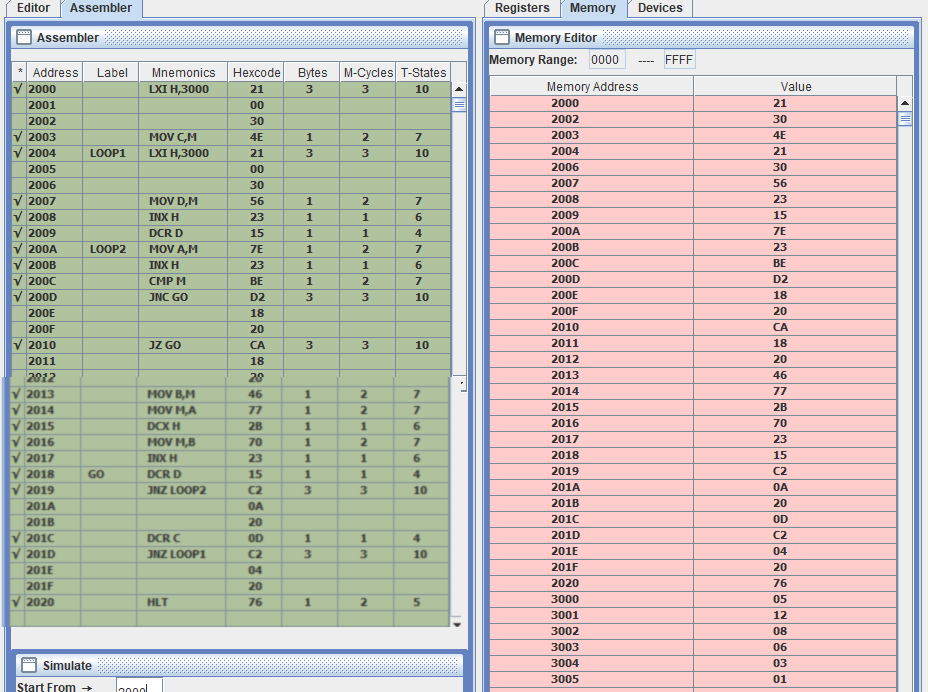 Editor Assembler
Assembler
* Address Label Mnemonics Hexcode Bytes M-Cycles T-States
√ 2000 LXI H,3000 21 3 3 10
2001 00
2002 30
√ 2003 MOV C,M 4E 1 2 7
√ 2004 LOOP1 LXI H,3000 21 3 3 10
2005 00
2006 30
√ 2007 MOV D,M 56 1 2 7
√ 2008 INX H 23 1 1 6
√ 2009 DCR D 15 1 1 4
√ 200A LOOP2 MOV A,M 7E 1 2 7
√ 200B INX H 23 1 1 6
√ 200C CMP M BE 1 2 7
√ 200D JNC GO D2 3 3 10
200E 18
200F 20
√ 2010 JZ GO CA 3 3 10
2011 18
2012 20
√ 2013 MOV B,M 46 1 2 7
√ 2014 MOV M,A 77 1 2 7
√ 2015 DCX H 2B 1 1 6
√ 2016 MOV M,B 70 1 2 7
√ 2017 INX H 23 1 1 6
√ 2018 GO DCR D 15 1 1 4
√ 2019 JNZ LOOP2 C2 3 3 10
201A 0A
201B 20
√ 201C DCR C 0D 1 1 4
√ 201D JNZ LOOP1 C2 3 3 10
201E 04
201F 20
√ 2020 HLT 76 1 2 5
Simulate
Start From → 2000
Registers Memory Devices
Memory Editor
Memory Range: 0000 ---- FFFF
Memory Address Value
2000 21
2002 30
2003 4E
2004 21
2006 30
2007 56
2008 23
2009 15
200A 7E
200B 23
200C BE
200D D2
200E 18
200F 20
2010 CA
2011 18
2012 20
2013 46
2014 77
2015 2B
2016 70
2017 23
2018 15
2019 C2
201A 0A
201B 20
201C 0D
201D C2
201E 04
201F 20
2020 76
3000 05
3001 12
3002 08
3003 06
3004 03
3005 01